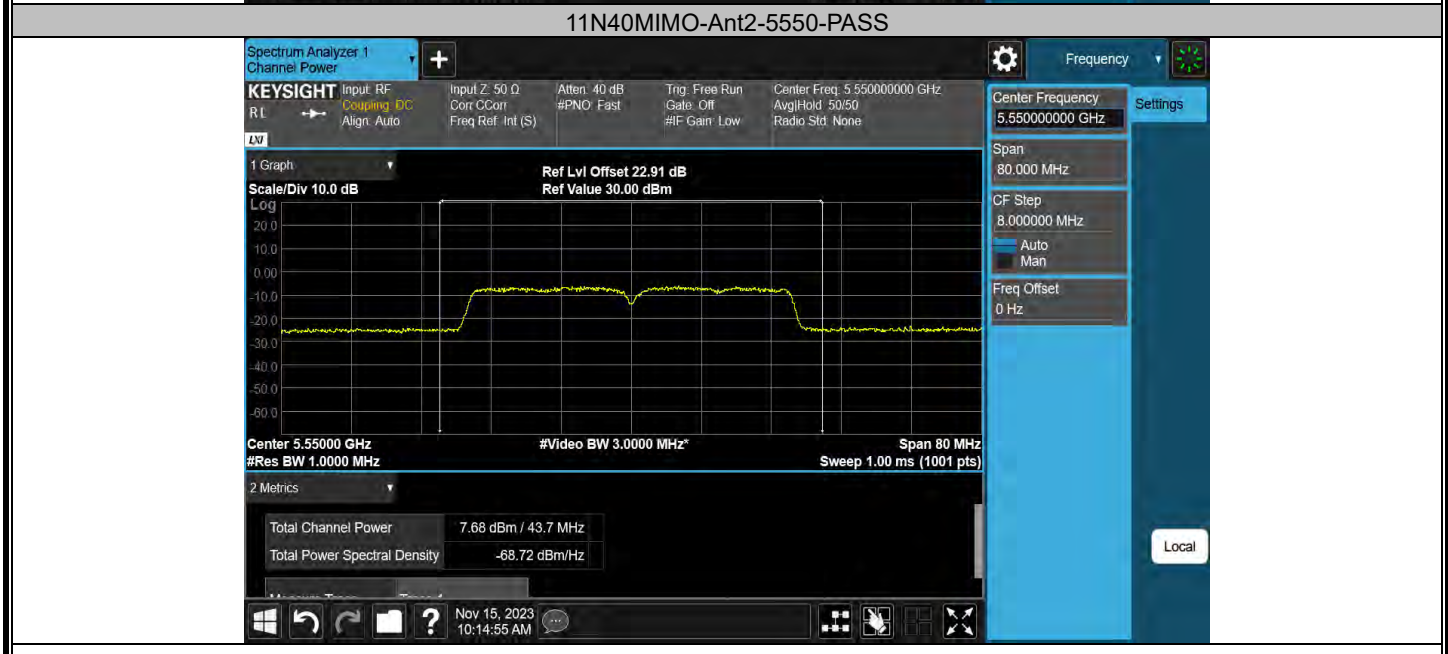 11N40MIMO-Ant2-5550-PASS
Spectrum Analyzer 1
Channel Power
+
Frequency
KEYSIGHT
RL
LXI
Input: RF
Coupling: DC
Align: Auto
Input Z: 50 Ω
Corr CCorr
Freq Ref: Int (S)
Atten: 40 dB
#PNO: Fast
Trig: Free Run
Gate: Off
#IF Gain: Low
Center Freq: 5.550000000 GHz
Avg|Hold: 50/50
Radio Std: None
Center Frequency
5.550000000 GHz
Settings
Span
80.000 MHz
CF Step
8.000000 MHz
Auto
Man
Freq Offset
0 Hz
Local
1 Graph
Ref Lvl Offset 22.91 dB
Scale/Div 10.0 dB
Ref Value 30.00 dBm
Log
20.0
10.0
0.00
-10.0
-20.0
-30.0
-40.0
-50.0
-60.0
Center 5.55000 GHz
#Video BW 3.0000 MHz*
Span 80 MHz
#Res BW 1.0000 MHz
Sweep 1.00 ms (1001 pts)
2 Metrics
Total Channel Power
7.68 dBm / 43.7 MHz
Total Power Spectral Density
-68.72 dBm/Hz
?
Nov 15, 2023
10:14:55 AM